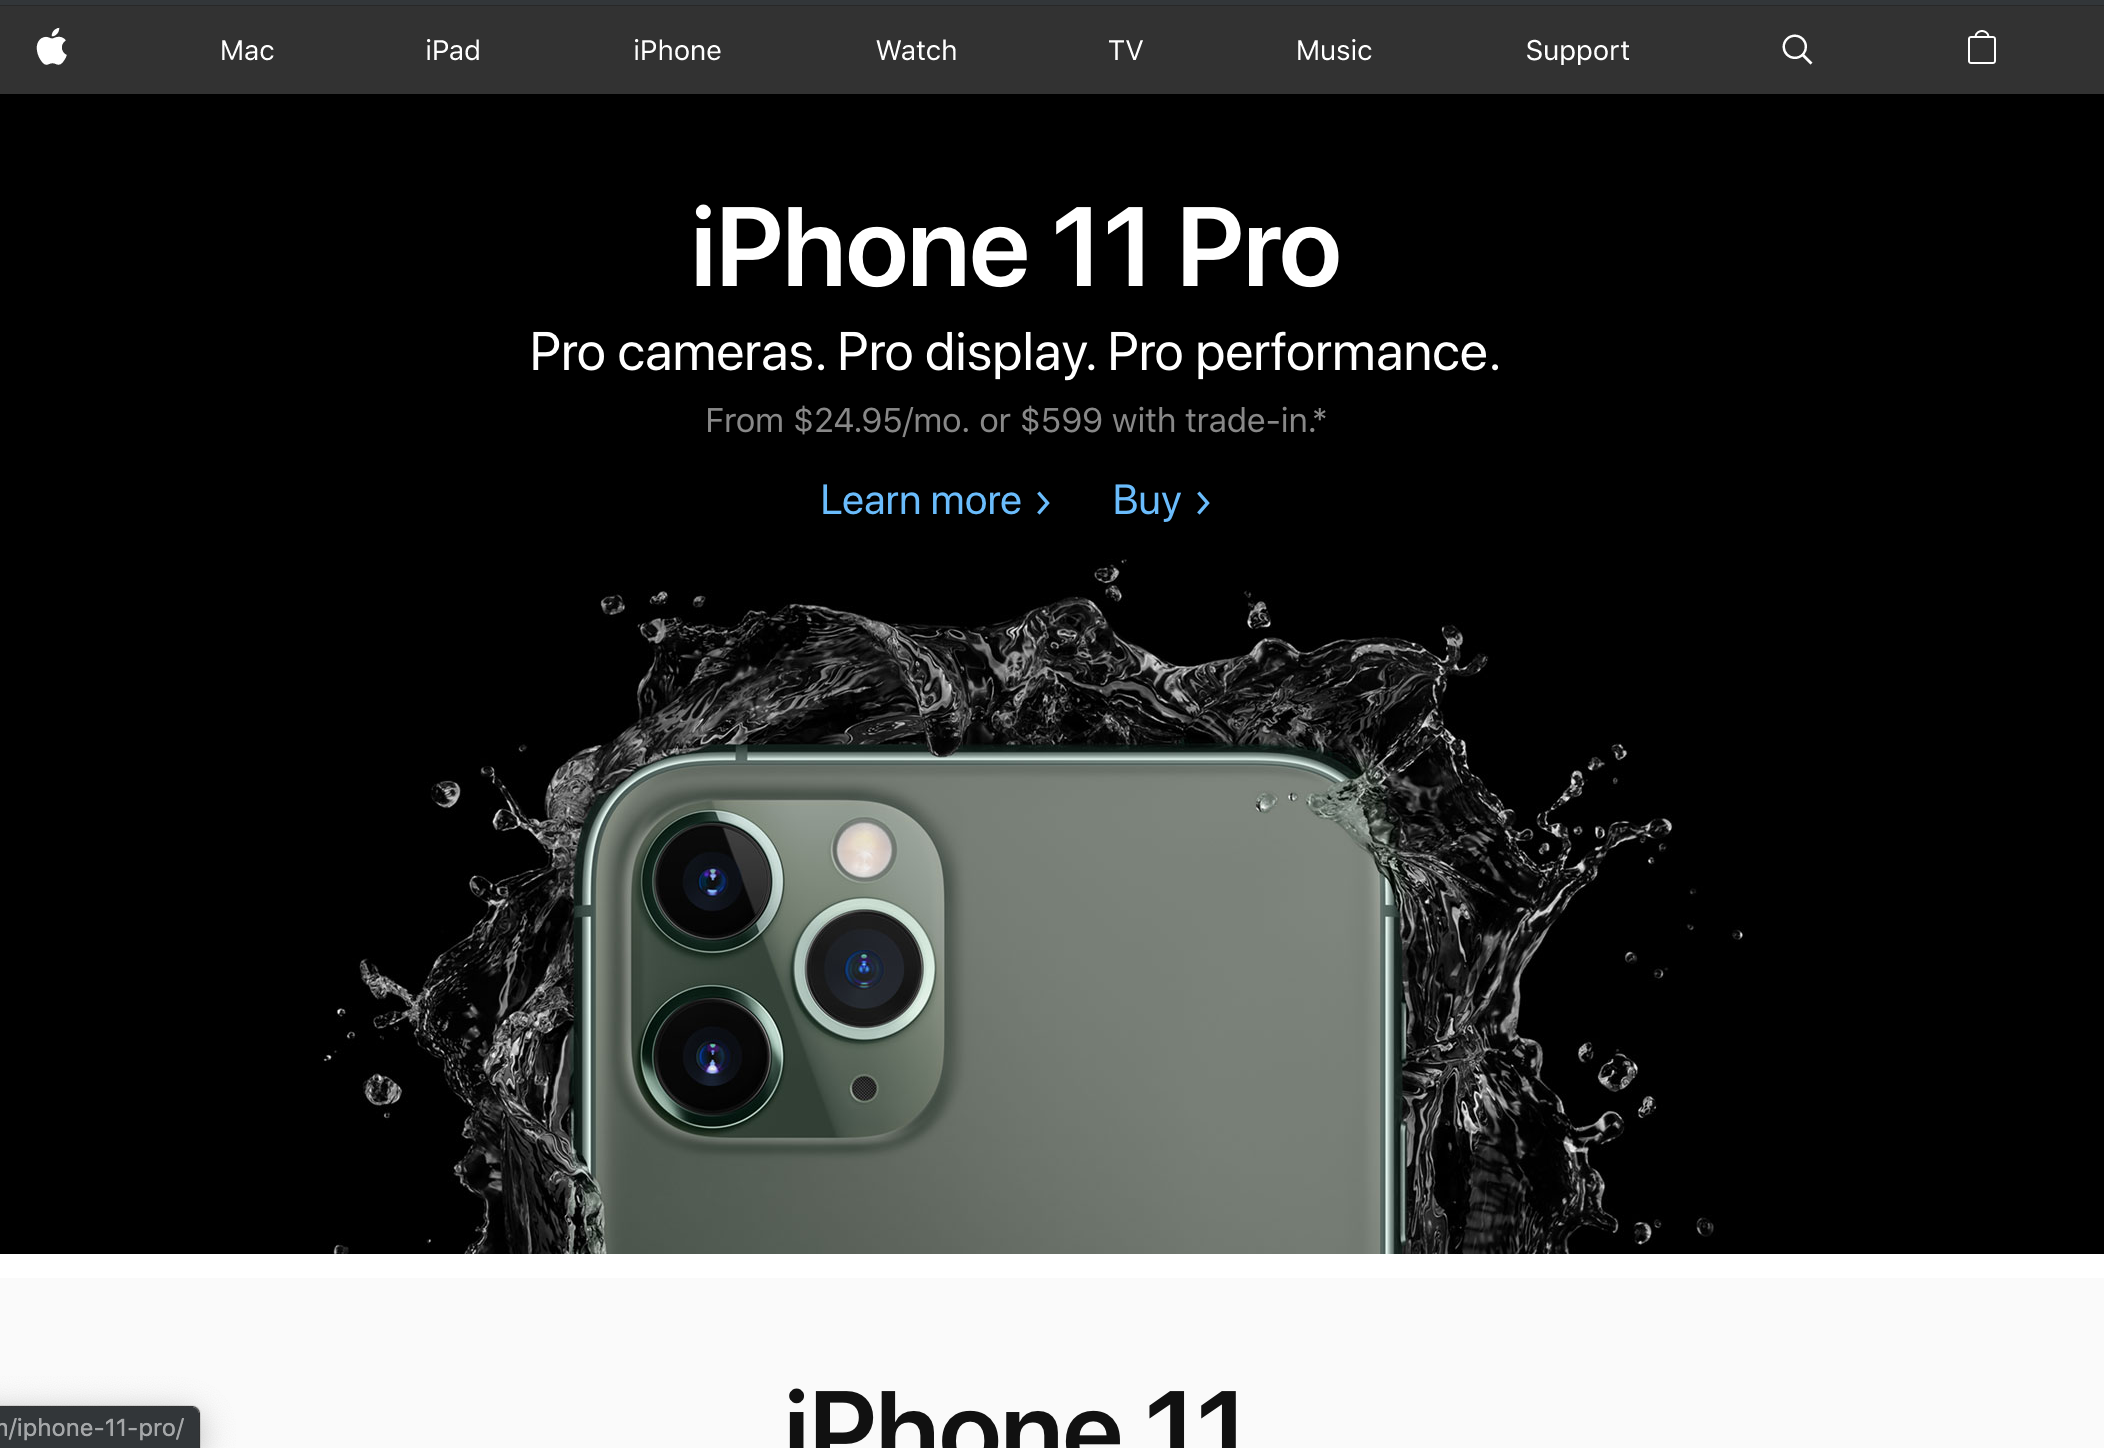 Mac iPad iPhone Watch TV Music Support
iPhone 11 Pro
Pro cameras. Pro display. Pro performance.
From $24.95/mo. or $599 with trade-in.*
Learn more > Buy >
iPhone 11
/iphone-11-pro/